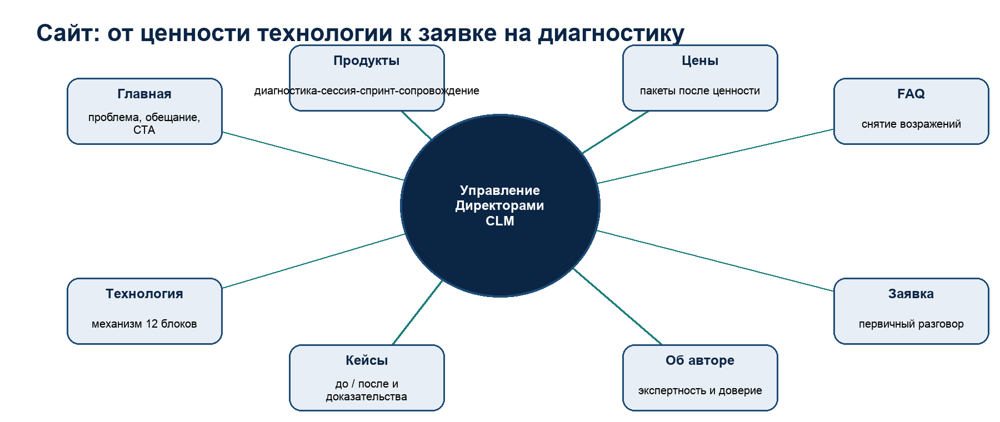 Сайт: от ценности технологии к заявке на диагностику
Продукты
диагностика-сессия-спринт-сопровождение
Цены
пакеты после ценности
Главная
проблема, обещание,
СТА
FAQ
снятие возражений
Управление
Директорами
CLM
Технология
механизм 12 блоков
Заявка
первичный разговор
Кейсы
до / после и
доказательства
Об авторе
экспертность и доверие